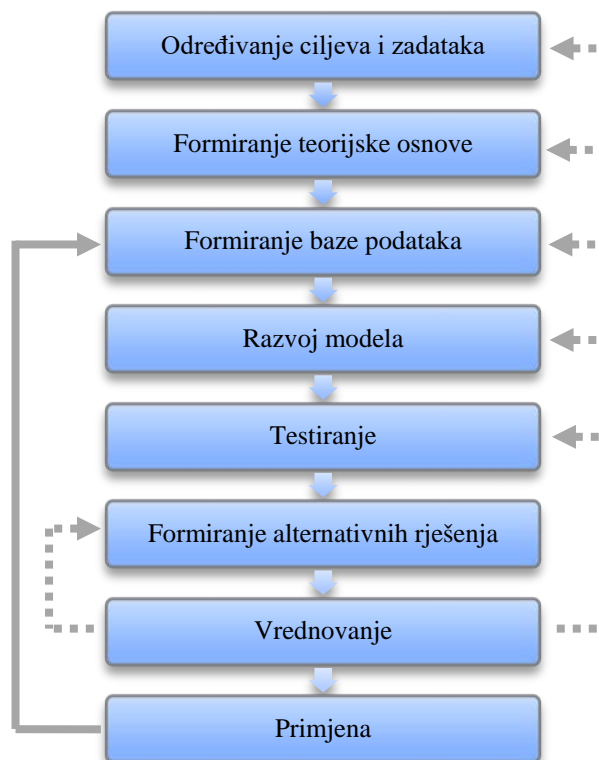 Određivanje ciljeva i zadataka
Formiranje teorijske osnove
Formiranje baze podataka
Razvoj modela
Testiranje
Formiranje alternativnih rješenja
Vrednovanje
Primjena